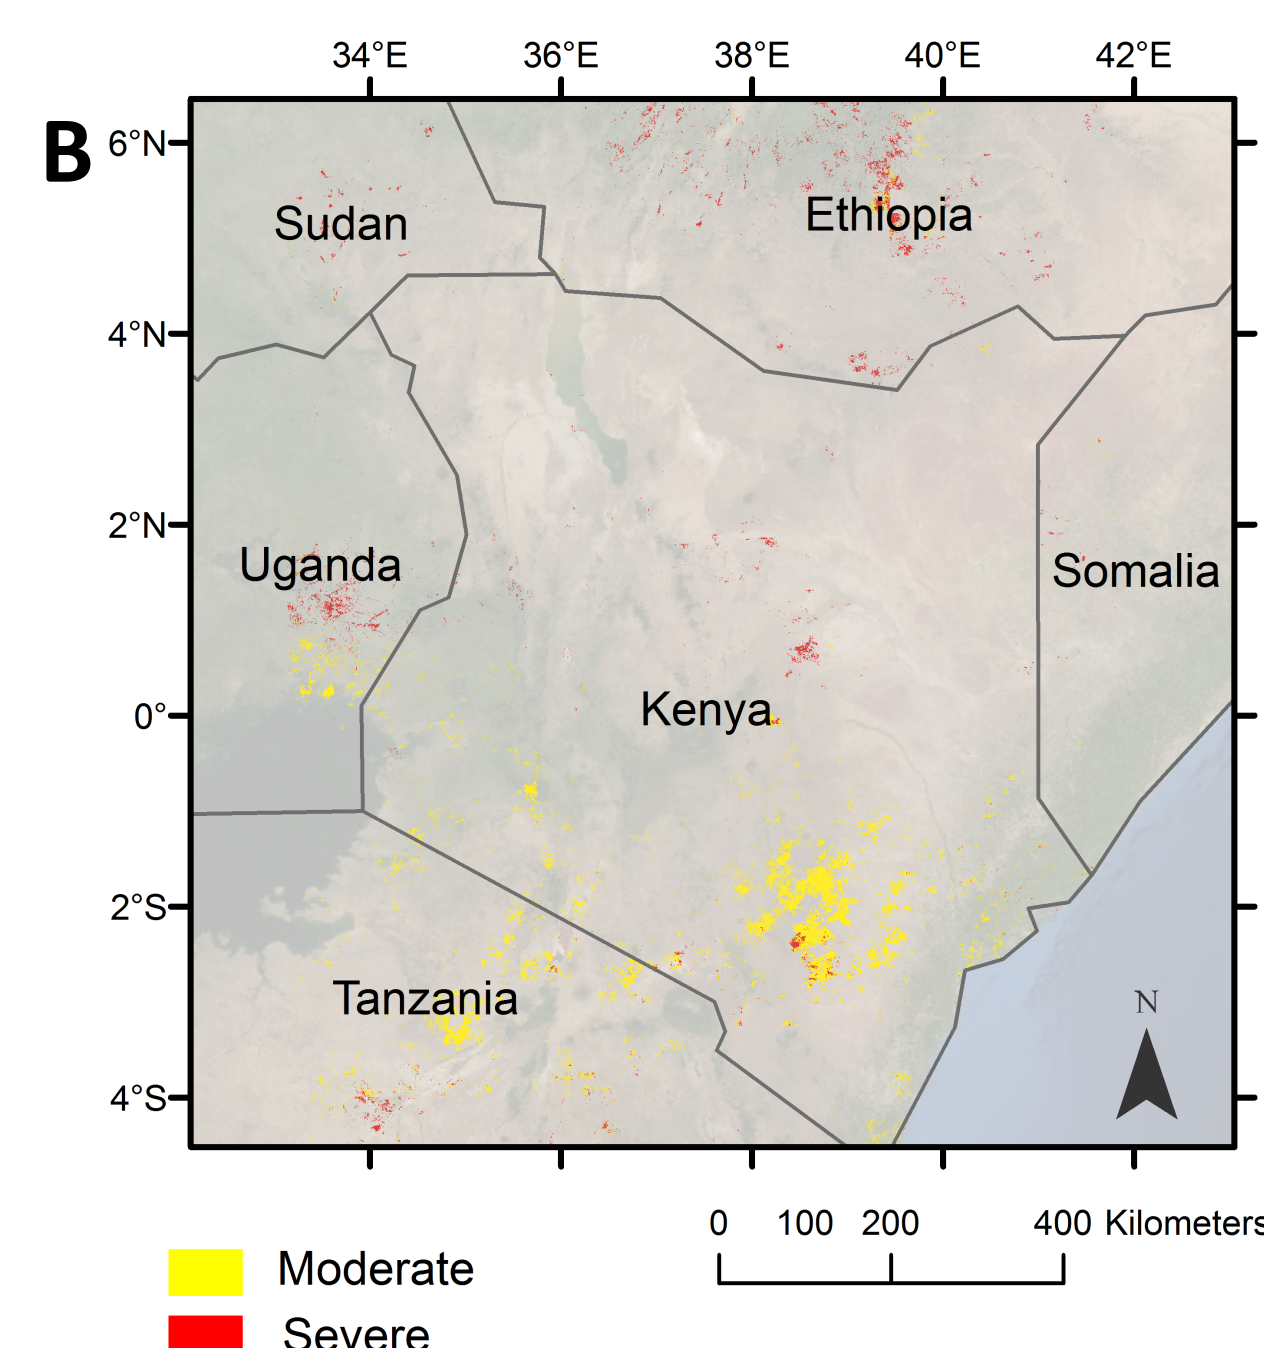 34°E 36°E 38°E 40°E 42°E
B
6°N
Sudan
Ethiopia
4°N
2°N
Uganda
Somalia
Kenya
0°
2°S
Tanzania
N
4°S
0 100 200 400 Kilometers
Moderate
Severe